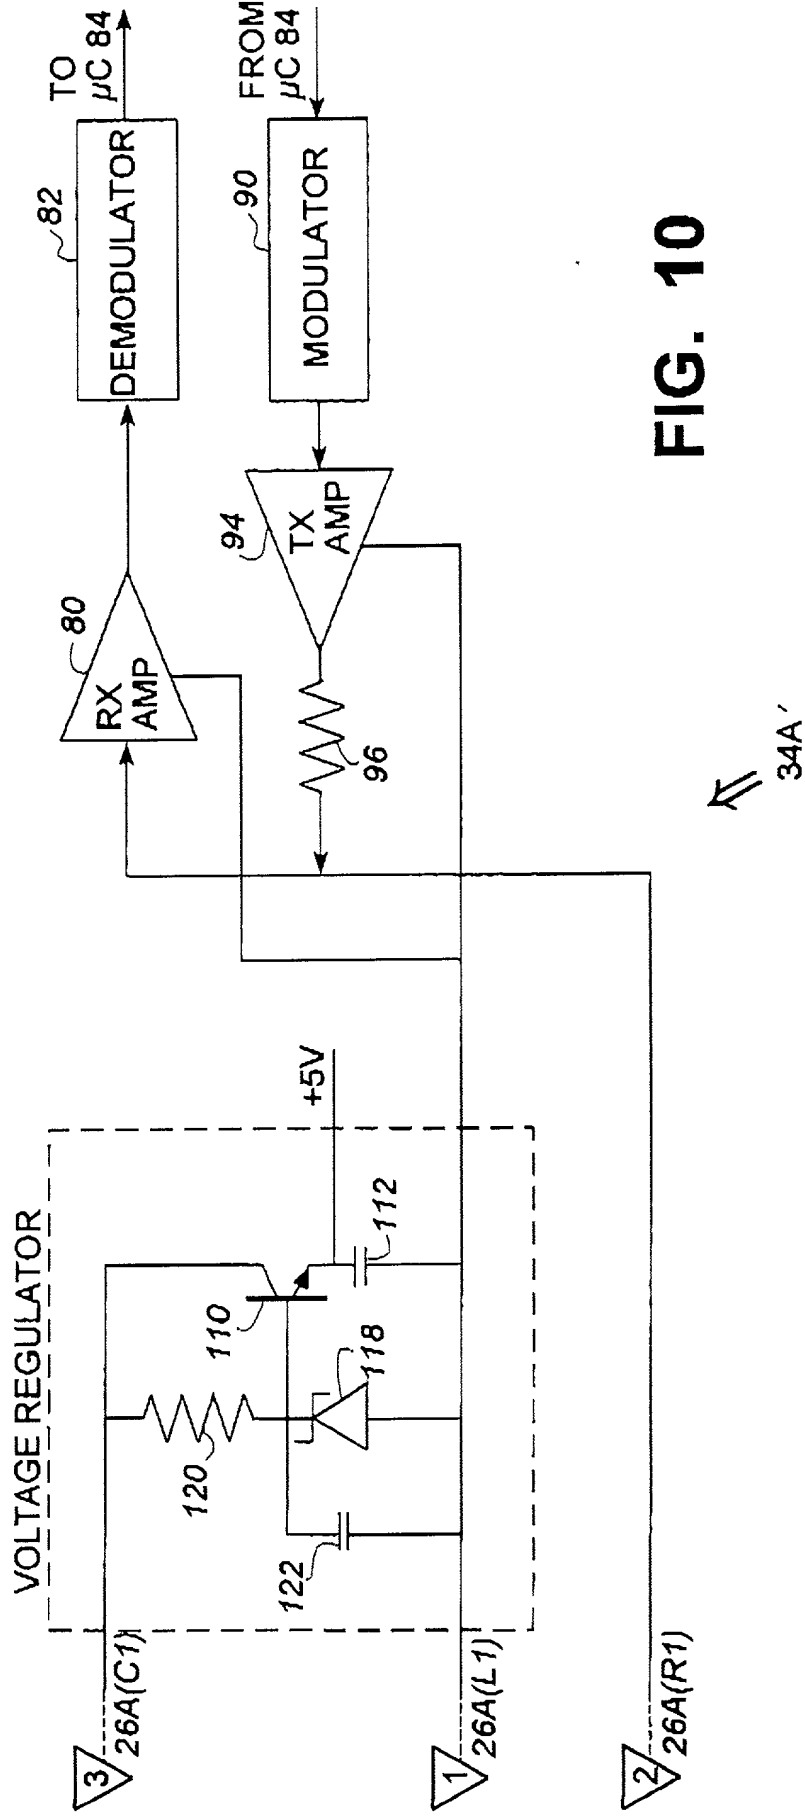 VOLTAGE REGULATOR
3
26A(C1)
120
110
122
118
112
+5V
1
26A(L1)
2
26A(R1)
RX
AMP
80
DEMODULATOR
82
TO
µC 84
FROM
µC 84
MODULATOR
90
TX
AMP
94
96
34A′
FIG. 10